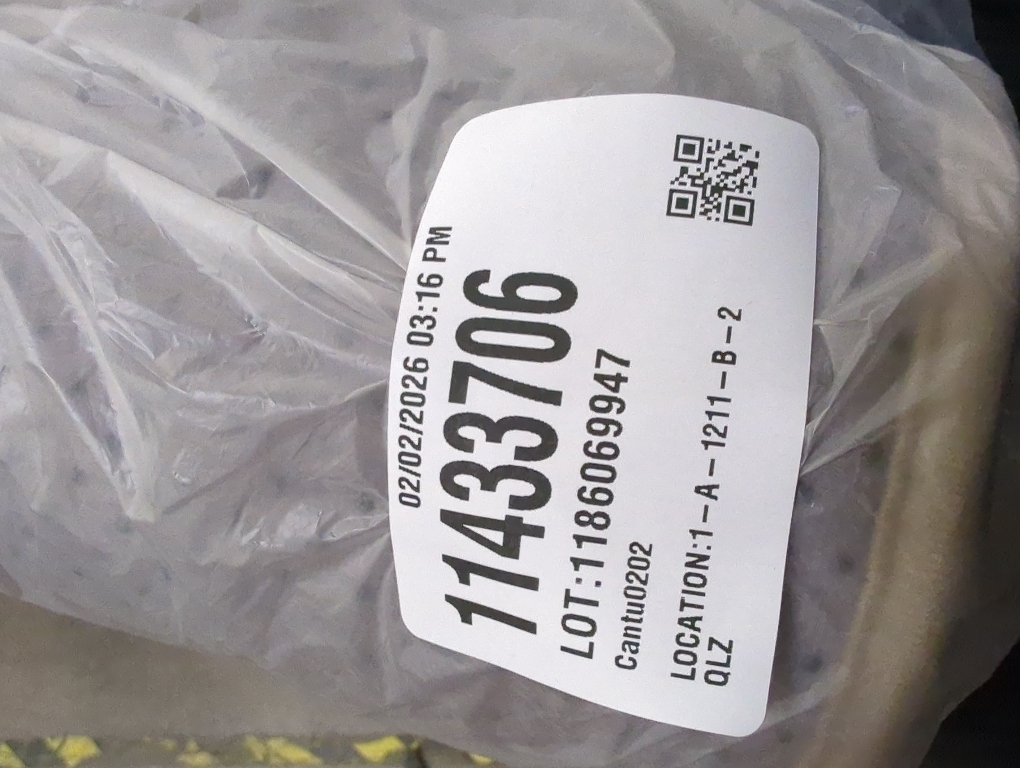 02/02/2026 03:16 PM
11433706
LOT:1186069947
Cantu0202
LOCATION:1-A-1211-B-2
QLZ